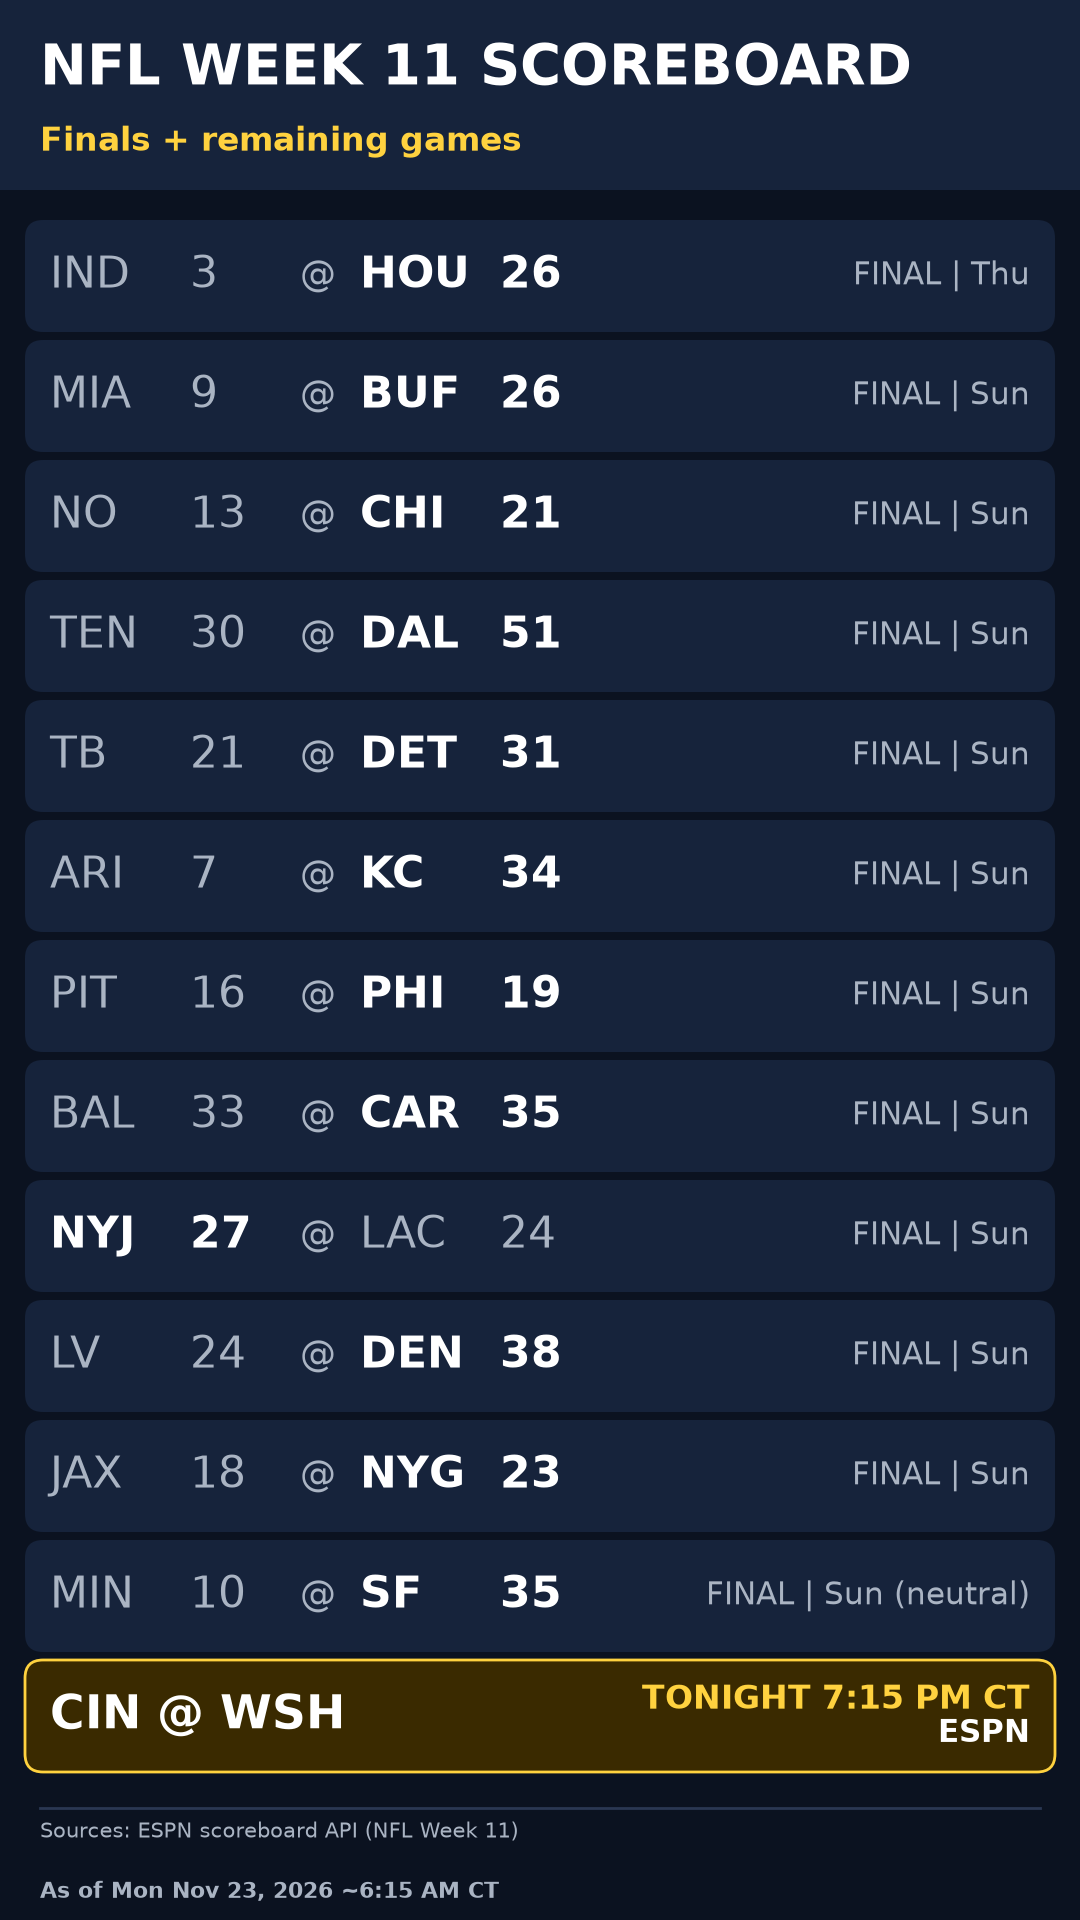 NFL WEEK 11 SCOREBOARD
Finals + remaining games
IND 3 @ HOU 26 FINAL | Thu
MIA 9 @ BUF 26 FINAL | Sun
NO 13 @ CHI 21 FINAL | Sun
TEN 30 @ DAL 51 FINAL | Sun
TB 21 @ DET 31 FINAL | Sun
ARI 7 @ KC 34 FINAL | Sun
PIT 16 @ PHI 19 FINAL | Sun
BAL 33 @ CAR 35 FINAL | Sun
NYJ 27 @ LAC 24 FINAL | Sun
LV 24 @ DEN 38 FINAL | Sun
JAX 18 @ NYG 23 FINAL | Sun
MIN 10 @ SF 35 FINAL | Sun (neutral)
CIN @ WSH TONIGHT 7:15 PM CT
ESPN
Sources: ESPN scoreboard API (NFL Week 11)
As of Mon Nov 23, 2026 ~6:15 AM CT